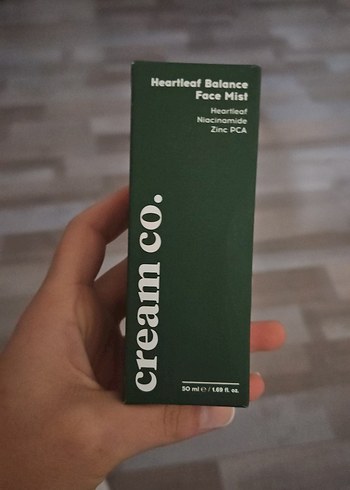 Heartleaf Balance
Face Mist
Heartleaf
Niacinamide
Zinc PCA
cream co.
50 ml ℮ / 1.69 fl. oz.